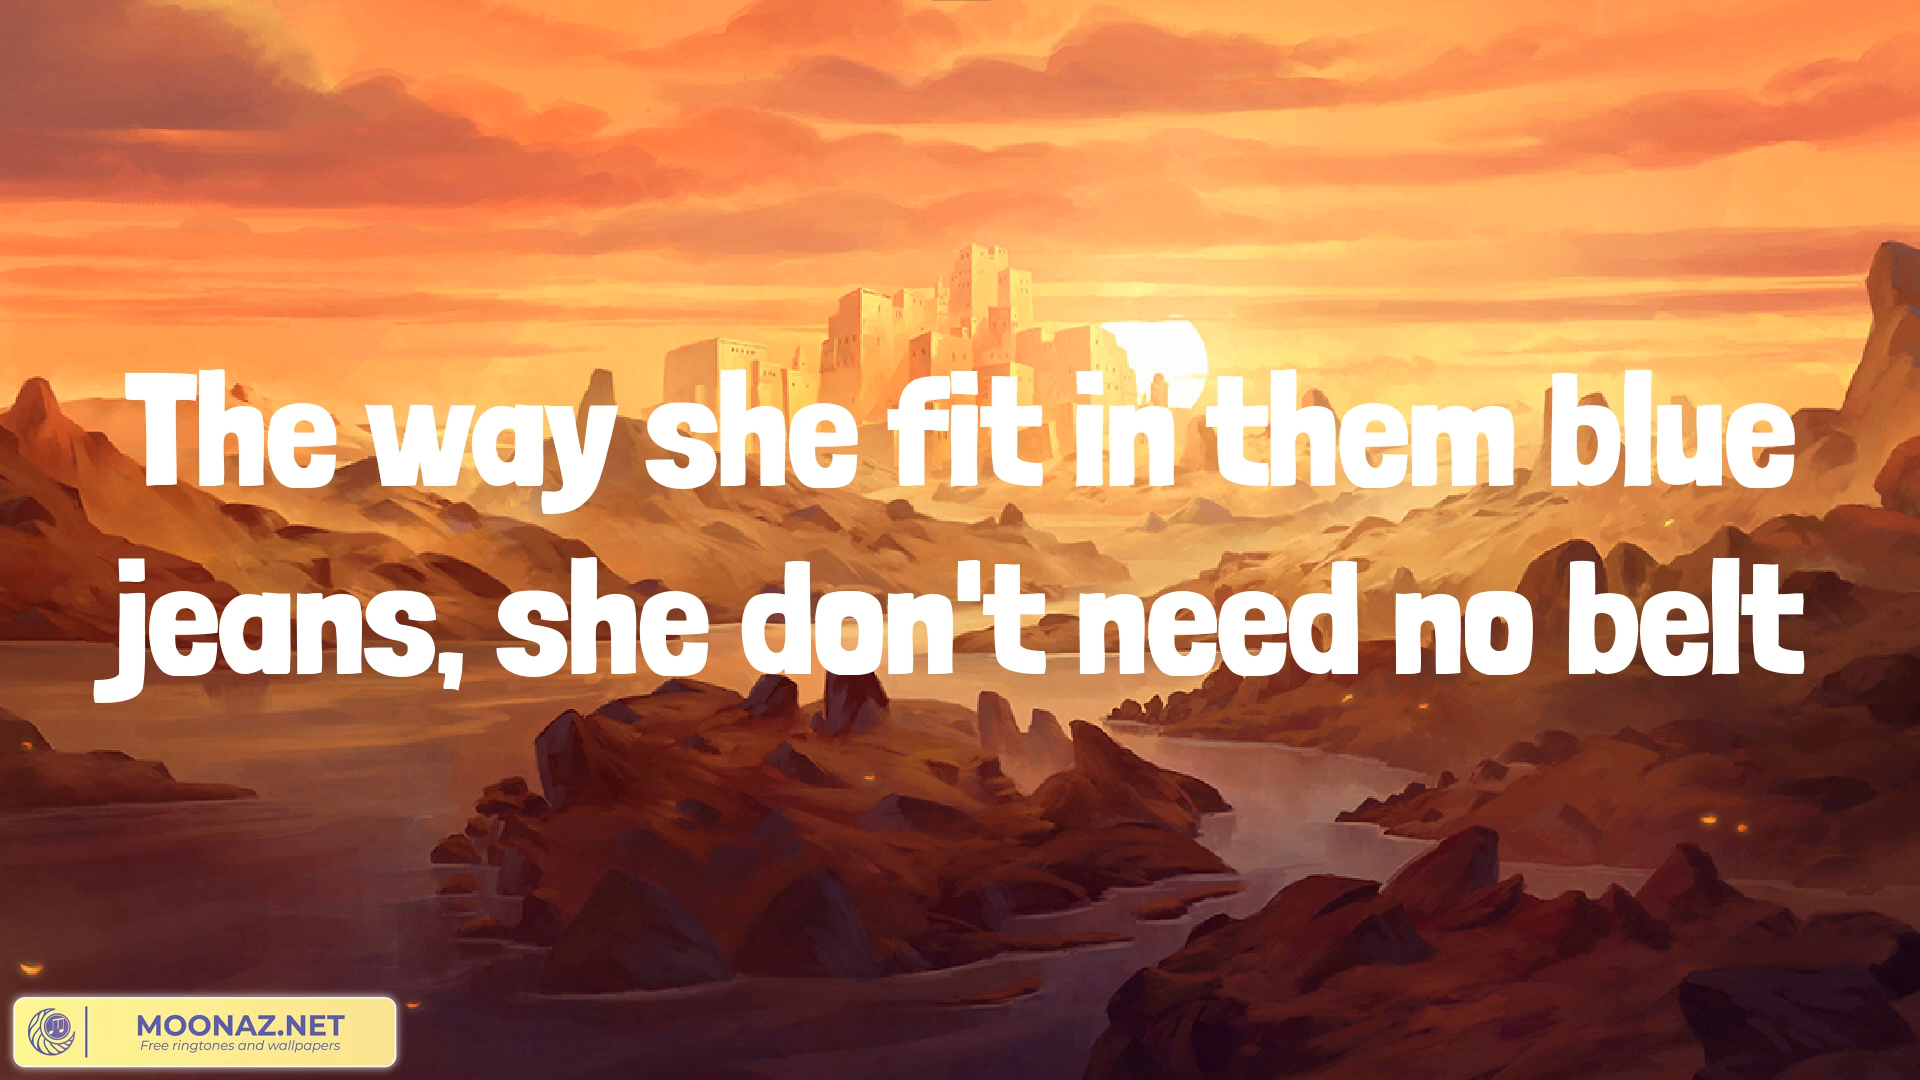 The way she fit in them blue
jeans, she don't need no belt
MOONAZ.NET
Free ringtones and wallpapers